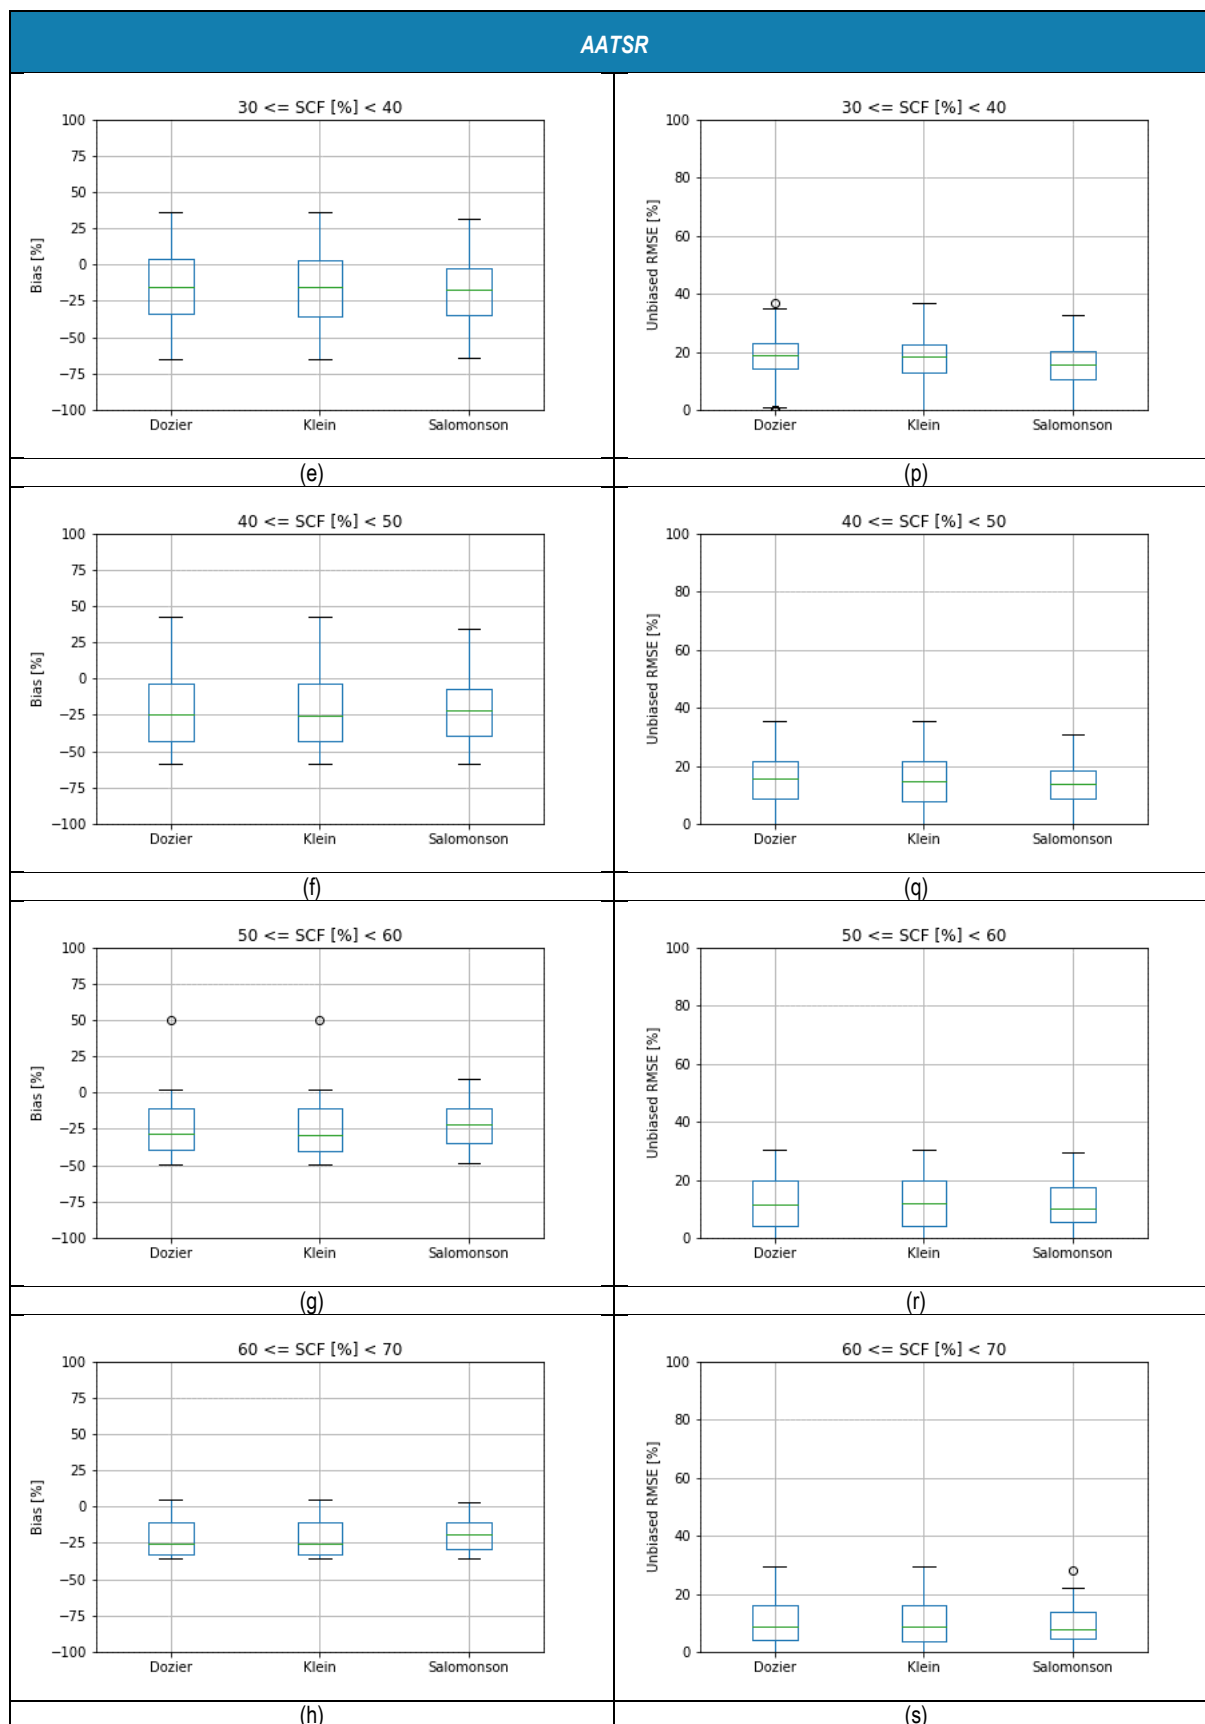 AATSR
30 <= SCF [%] < 40
100
75
50
25
0
−25
−50
−75
−100
Bias [%]
Dozier Klein Salomonson
(e)
30 <= SCF [%] < 40
100
80
60
40
20
0
Unbiased RMSE [%]
Dozier Klein Salomonson
(p)
40 <= SCF [%] < 50
100
75
50
25
0
−25
−50
−75
−100
Bias [%]
Dozier Klein Salomonson
(f)
40 <= SCF [%] < 50
100
80
60
40
20
0
Unbiased RMSE [%]
Dozier Klein Salomonson
(q)
50 <= SCF [%] < 60
100
75
50
25
0
−25
−50
−75
−100
Bias [%]
Dozier Klein Salomonson
(g)
50 <= SCF [%] < 60
100
80
60
40
20
0
Unbiased RMSE [%]
Dozier Klein Salomonson
(r)
60 <= SCF [%] < 70
100
75
50
25
0
−25
−50
−75
−100
Bias [%]
Dozier Klein Salomonson
(h)
60 <= SCF [%] < 70
100
80
60
40
20
0
Unbiased RMSE [%]
Dozier Klein Salomonson
(s)